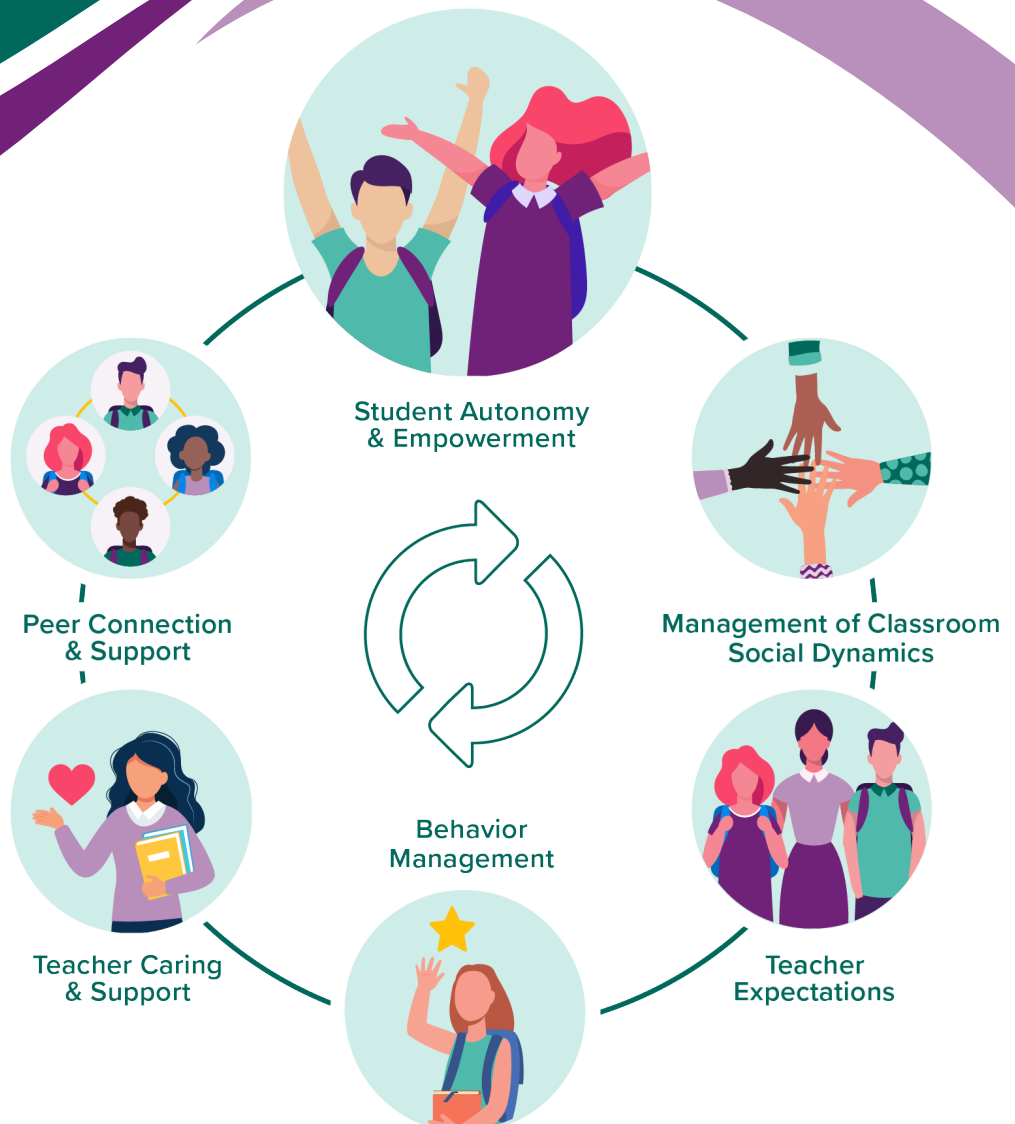 Student Autonomy
& Empowerment
Peer Connection
& Support
Management of Classroom
Social Dynamics
Behavior
Management
Teacher Caring
& Support
Teacher
Expectations